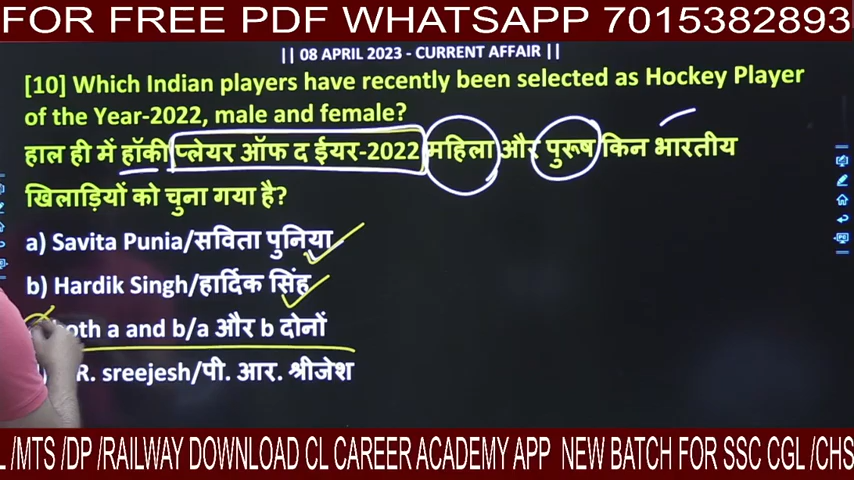 FOR FREE PDF WHATSAPP 7015382893
|| 08 APRIL 2023 - CURRENT AFFAIR ||
[10] Which Indian players have recently been selected as Hockey Player
of the Year-2022, male and female?
हाल ही में हॉकी प्लेयर ऑफ द ईयर-2022 महिला और पुरूष किन भारतीय
खिलाड़ियों को चुना गया है?
a) Savita Punia/सविता पुनिया
b) Hardik Singh/हार्दिक सिंह
both a and b/a और b दोनों
R. sreejesh/पी. आर. श्रीजेश
L /MTS /DP /RAILWAY DOWNLOAD CL CAREER ACADEMY APP NEW BATCH FOR SSC CGL /CHS